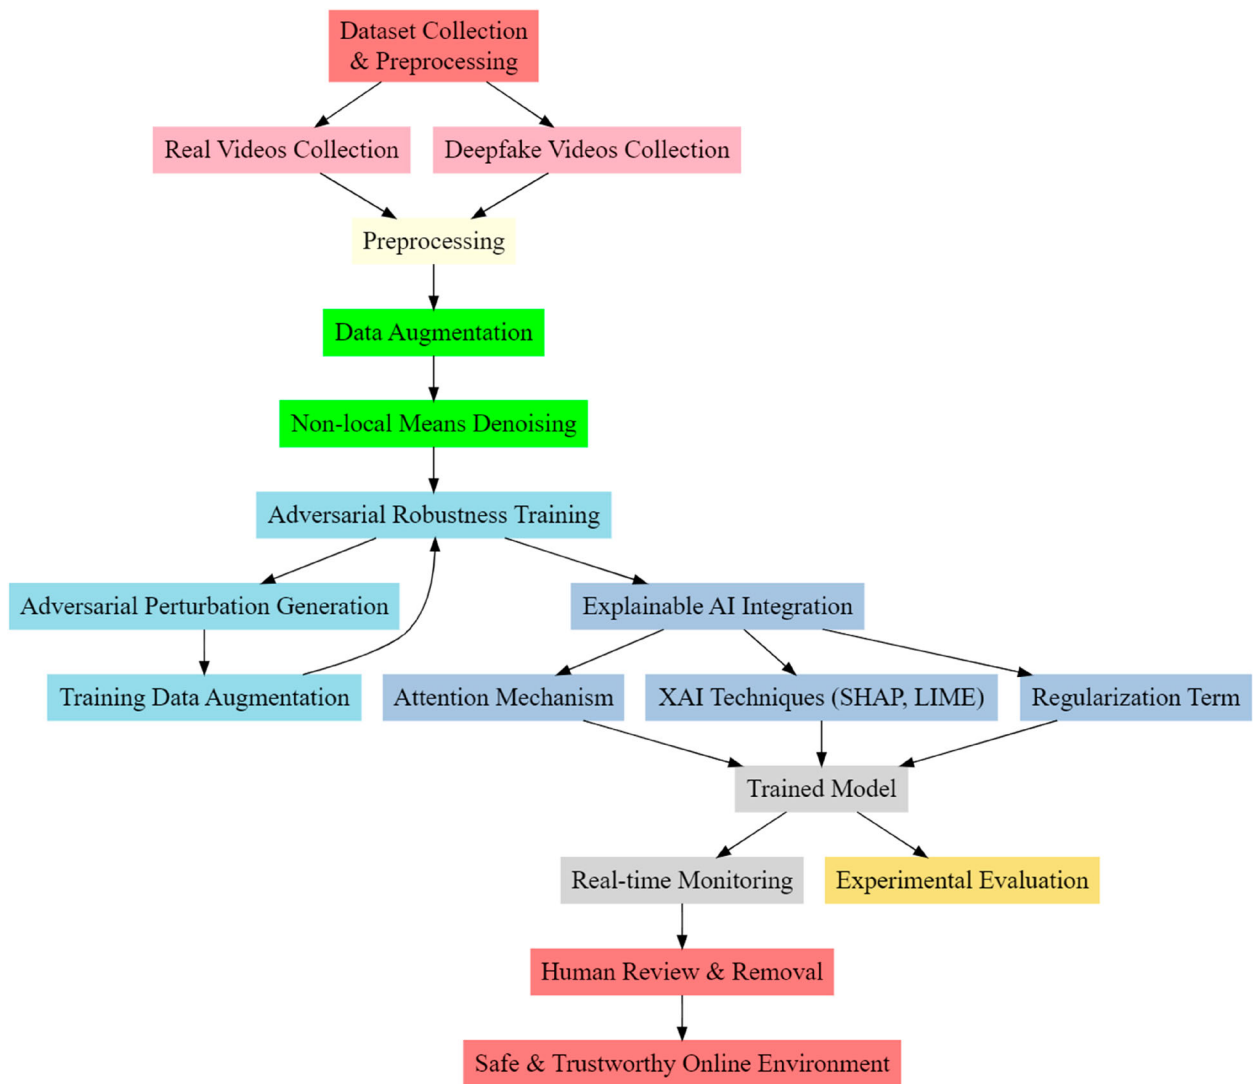 Dataset Collection
& Preprocessing
Real Videos Collection
Deepfake Videos Collection
Preprocessing
Data Augmentation
Non-local Means Denoising
Adversarial Robustness Training
Adversarial Perturbation Generation
Explainable AI Integration
Training Data Augmentation
Attention Mechanism
XAI Techniques (SHAP, LIME)
Regularization Term
Trained Model
Real-time Monitoring
Experimental Evaluation
Human Review & Removal
Safe & Trustworthy Online Environment